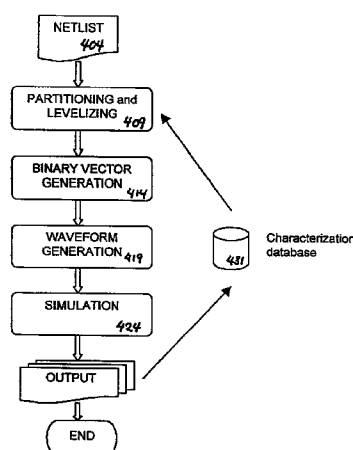 NETLIST
404
PARTITIONING and
LEVELIZING
409
BINARY VECTOR
GENERATION
414
WAVEFORM
GENERATION
419
Characterization
database
431
SIMULATION
424
OUTPUT
END